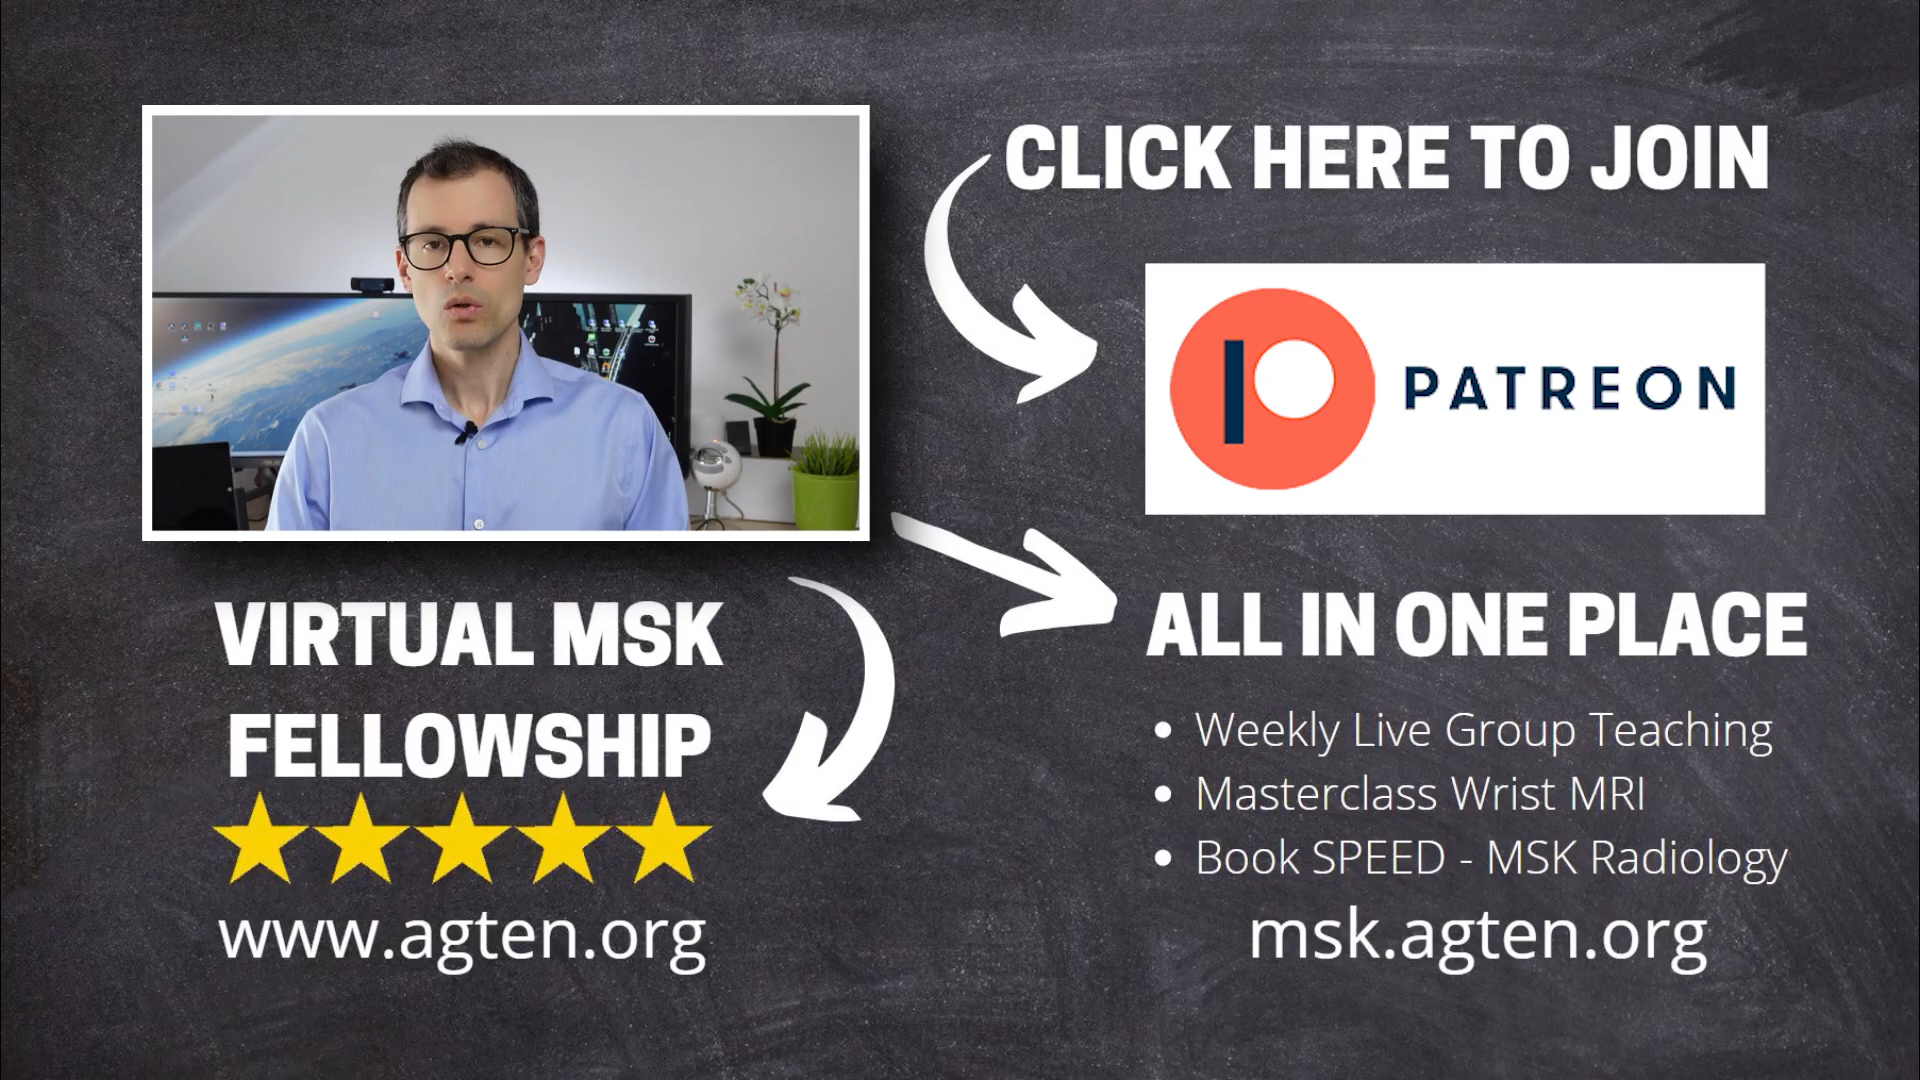 CLICK HERE TO JOIN
PATREON
VIRTUAL MSK
FELLOWSHIP
www.agten.org
ALL IN ONE PLACE
• Weekly Live Group Teaching
• Masterclass Wrist MRI
• Book SPEED - MSK Radiology
msk.agten.org